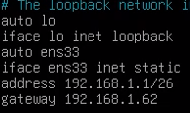 # The loopback network i
auto lo
iface lo inet loopback
auto ens33
iface ens33 inet static
address 192.168.1.1/26
gateway 192.168.1.62